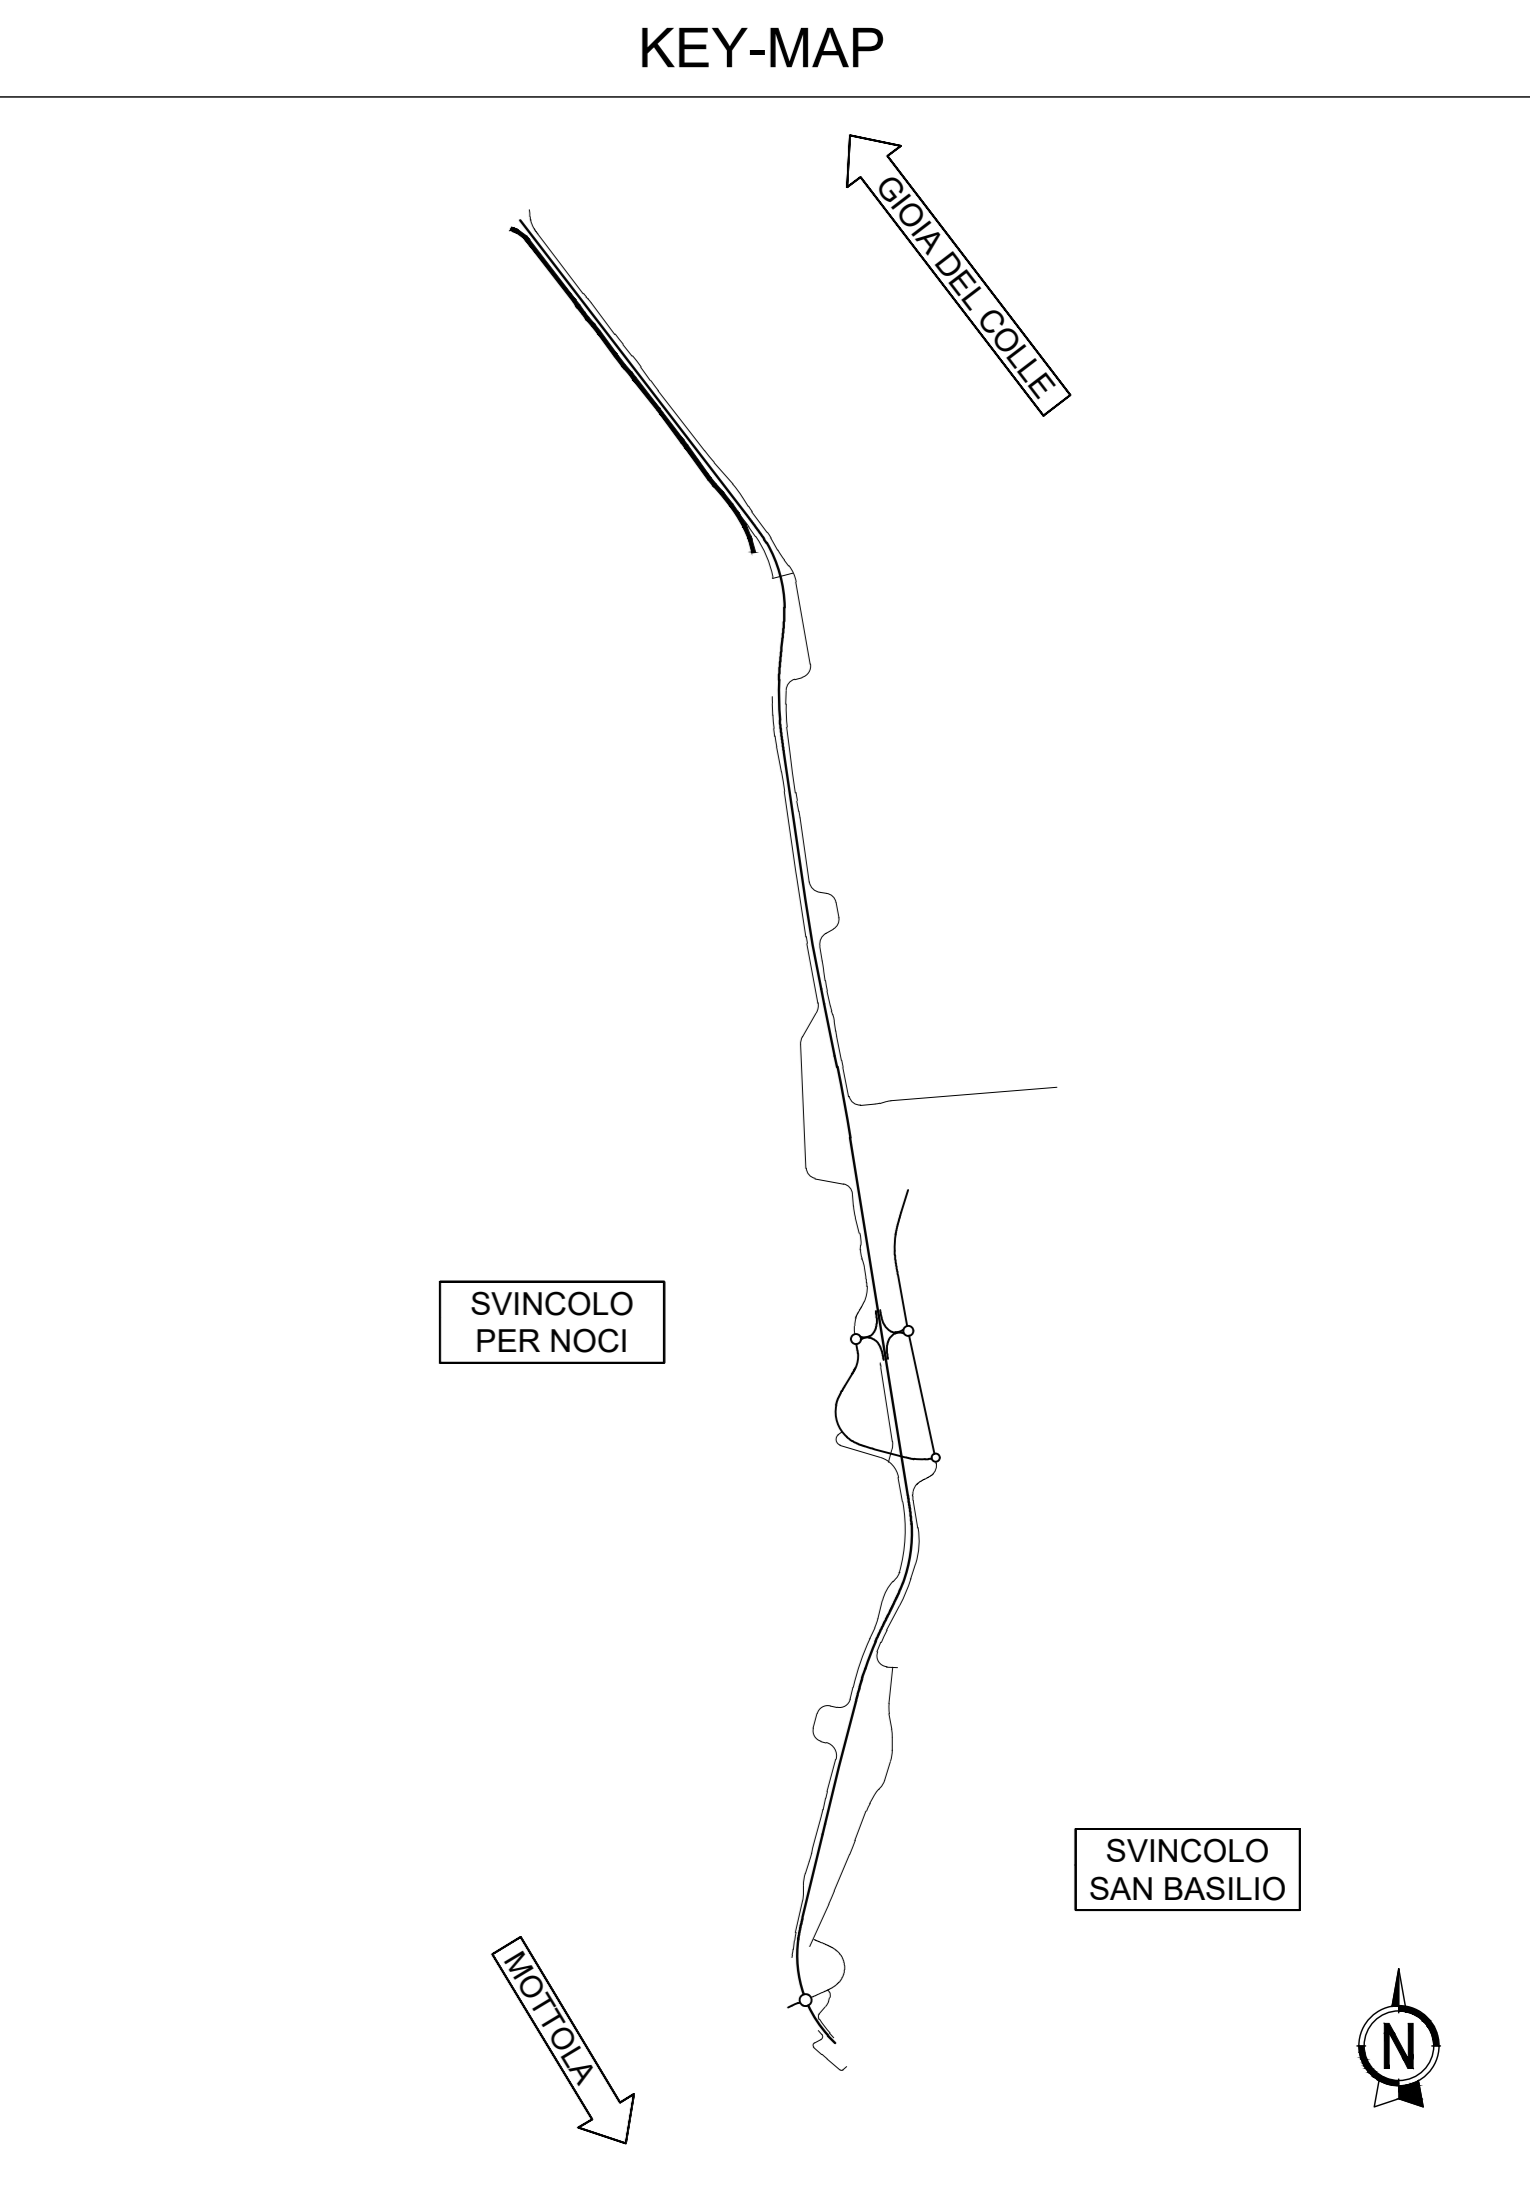 KEY-MAP
GIOIA DEL COLLE
SVINCOLO
PER NOCI
SVINCOLO
SAN BASILIO
MOTTOLA
N